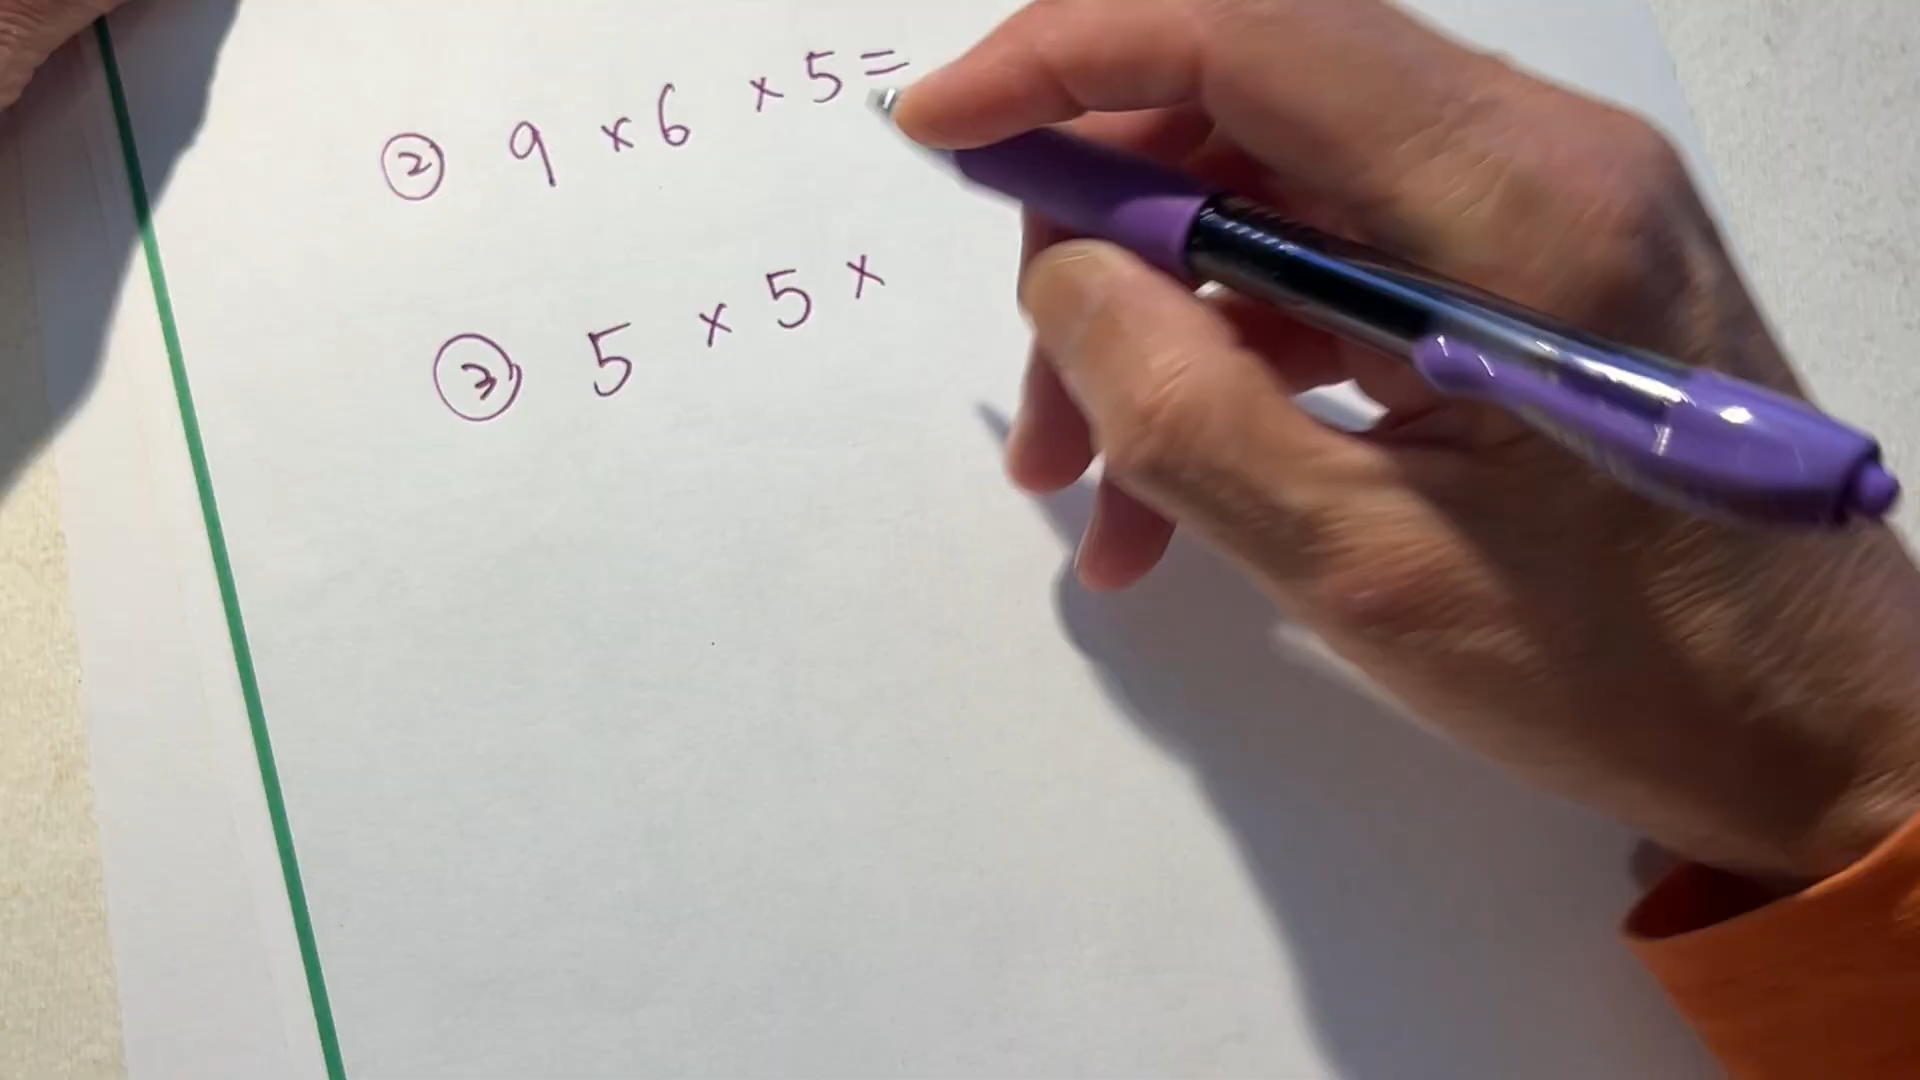 ② 9 × 6 × 5 =
③ 5 × 5 ×